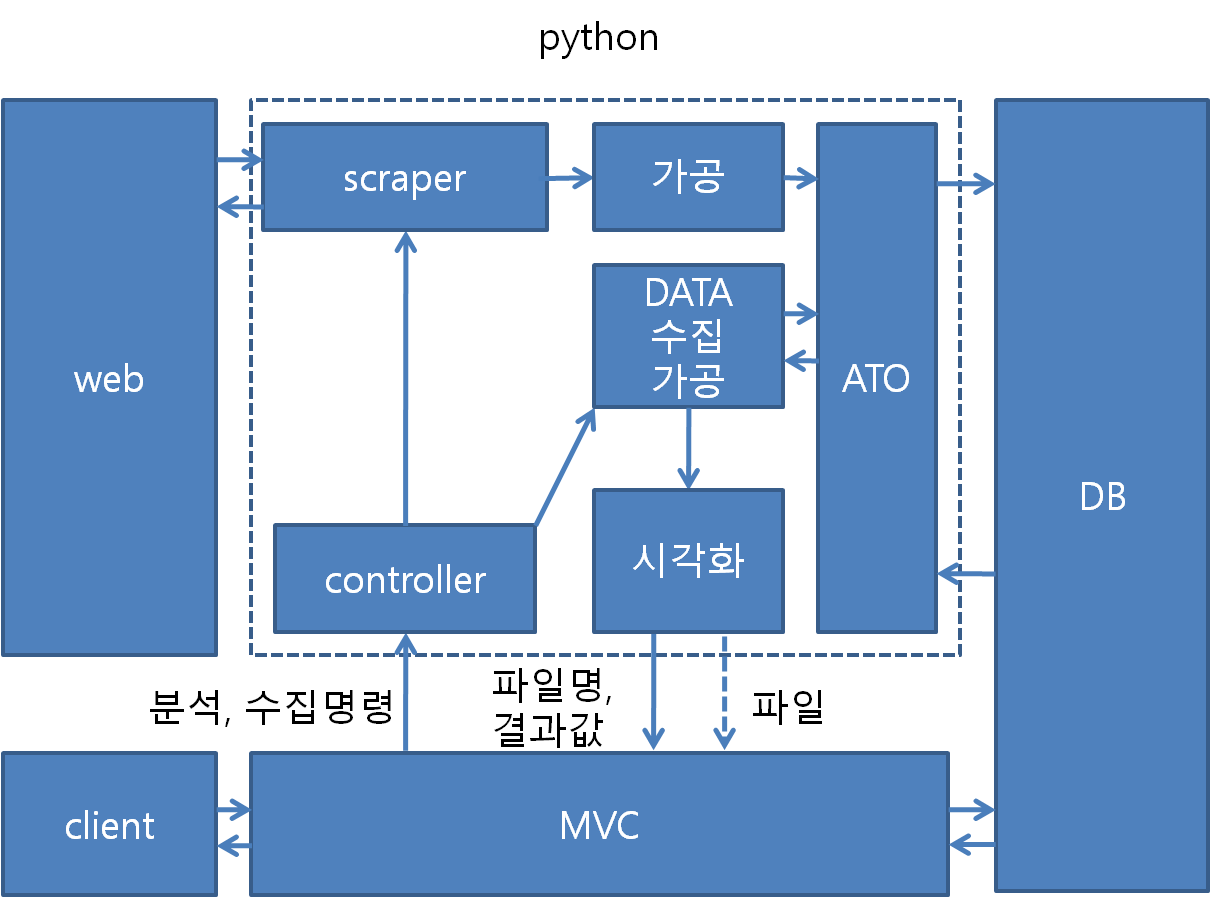 python
web
scraper
가공
DATA
수집
가공
ATO
DB
controller
시각화
분석, 수집명령
파일명,
결과값
파일
client
MVC